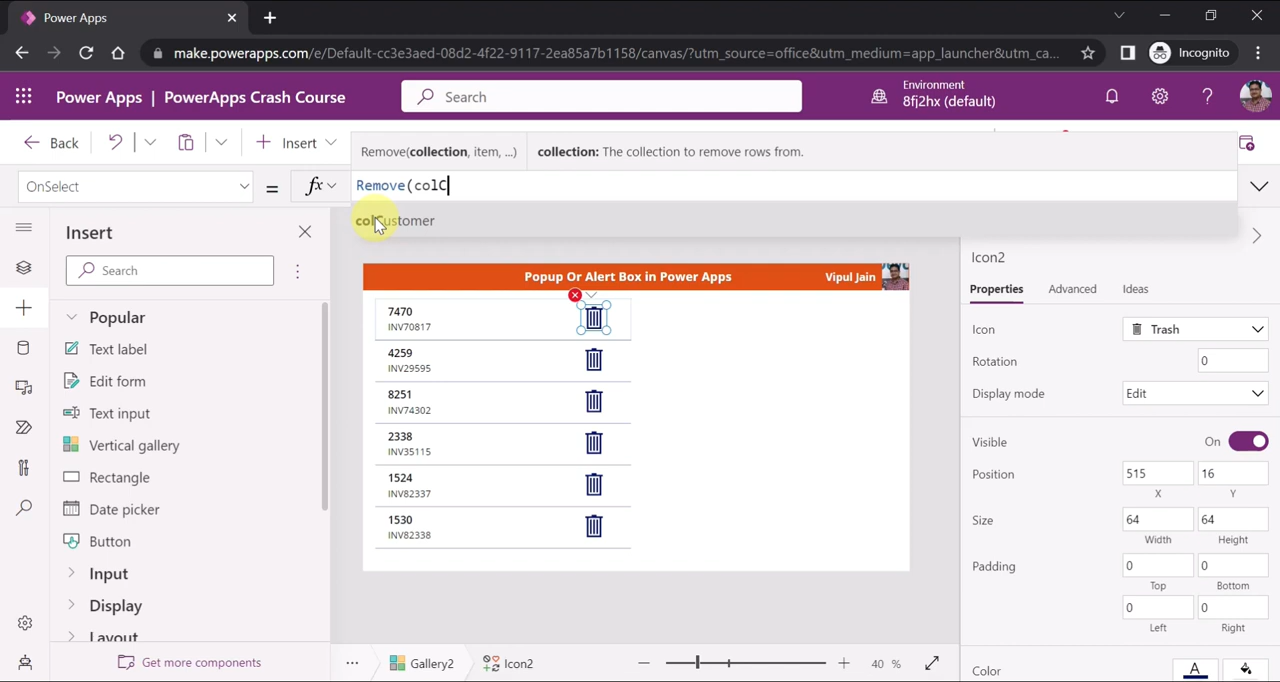 Power Apps
make.powerapps.com/e/Default-cc3e3aed-08d2-4f22-9117-2ea85a7b1158/canvas/?utm_source=office&utm_medium=app_launcher&utm_ca...
Incognito
Power Apps | PowerApps Crash Course
Search
Environment
8fj2hx (default)
Back
Insert
Remove(collection, item, ...)
collection: The collection to remove rows from.
OnSelect
=
fx
Remove(colC
colCustomer
Insert
Search
Popular
Text label
Edit form
Text input
Vertical gallery
Rectangle
Date picker
Button
Input
Display
Layout
Get more components
Popup Or Alert Box in Power Apps
Vipul Jain
7470
INV70817
4259
INV29595
8251
INV74302
2338
INV35115
1524
INV82337
1530
INV82338
... Gallery2 Icon2
40 %
Icon2
Properties Advanced Ideas
Icon Trash
Rotation 0
Display mode Edit
Visible On
Position 515 16
X Y
Size 64 64
Width Height
Padding 0 0
Top Bottom
0 0
Left Right
Color A